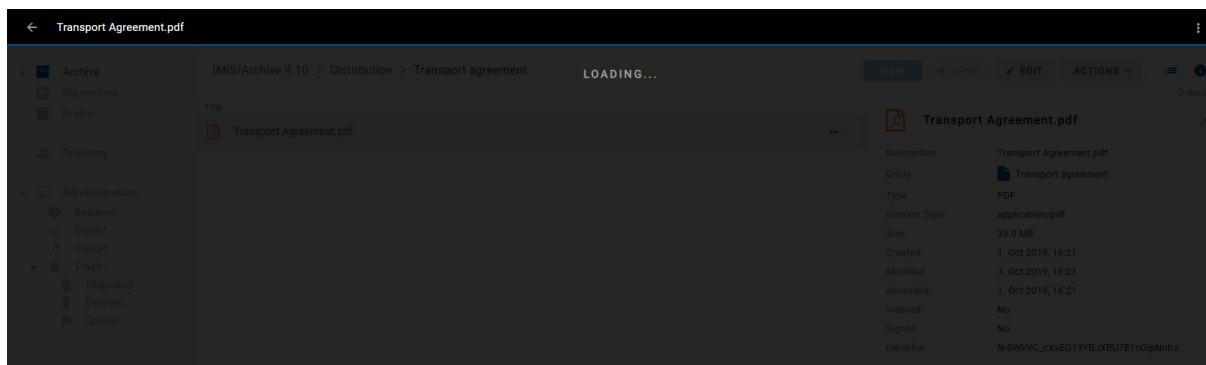 Transport Agreement.pdf
LOADING...
Archive
My entities
Drafts
Directory
Administration
Reviews
Export
Import
Trash
Disposed
Deleted
Queue
IMiS/Archive 9.10 > Distribution > Transport agreement
NEW OPEN EDIT ACTIONS
0 resul
Title
Transport Agreement.pdf
Transport Agreement.pdf
Description Transport Agreement.pdf
Entity Transport agreement
Type PDF
Content Type application/pdf
Size 33.0 MB
Created 1. Oct 2019, 16:21
Modified 1. Oct 2019, 16:21
Accessed 1. Oct 2019, 16:21
Indexed No
Signed No
Identifier